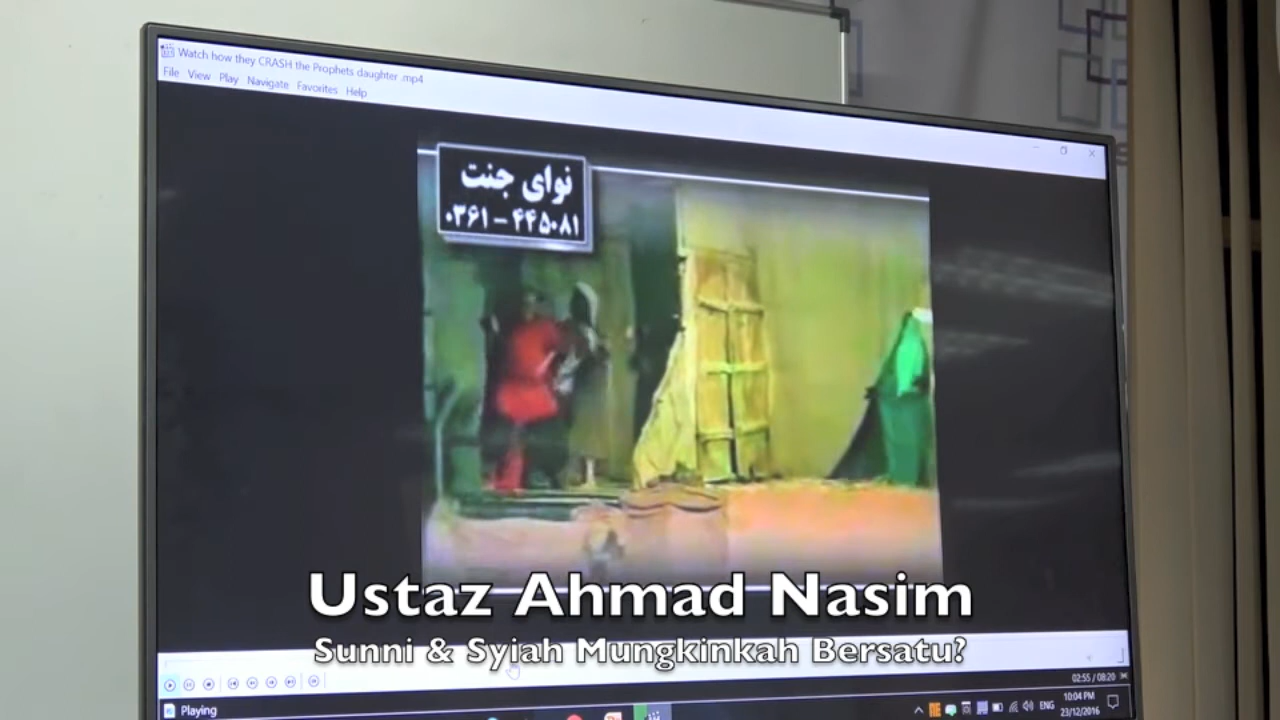 Watch how they CRASH the Prophets daughter .mp4
File View Play Navigate Favorites Help
نوای جنت
۰۳۶۱ - ۴۴۵۰۸۱
Ustaz Ahmad Nasim
Sunni & Syiah Mungkinkah Bersatu?
02:55 / 08:20
Playing
ENG
10:04 PM
23/12/2016